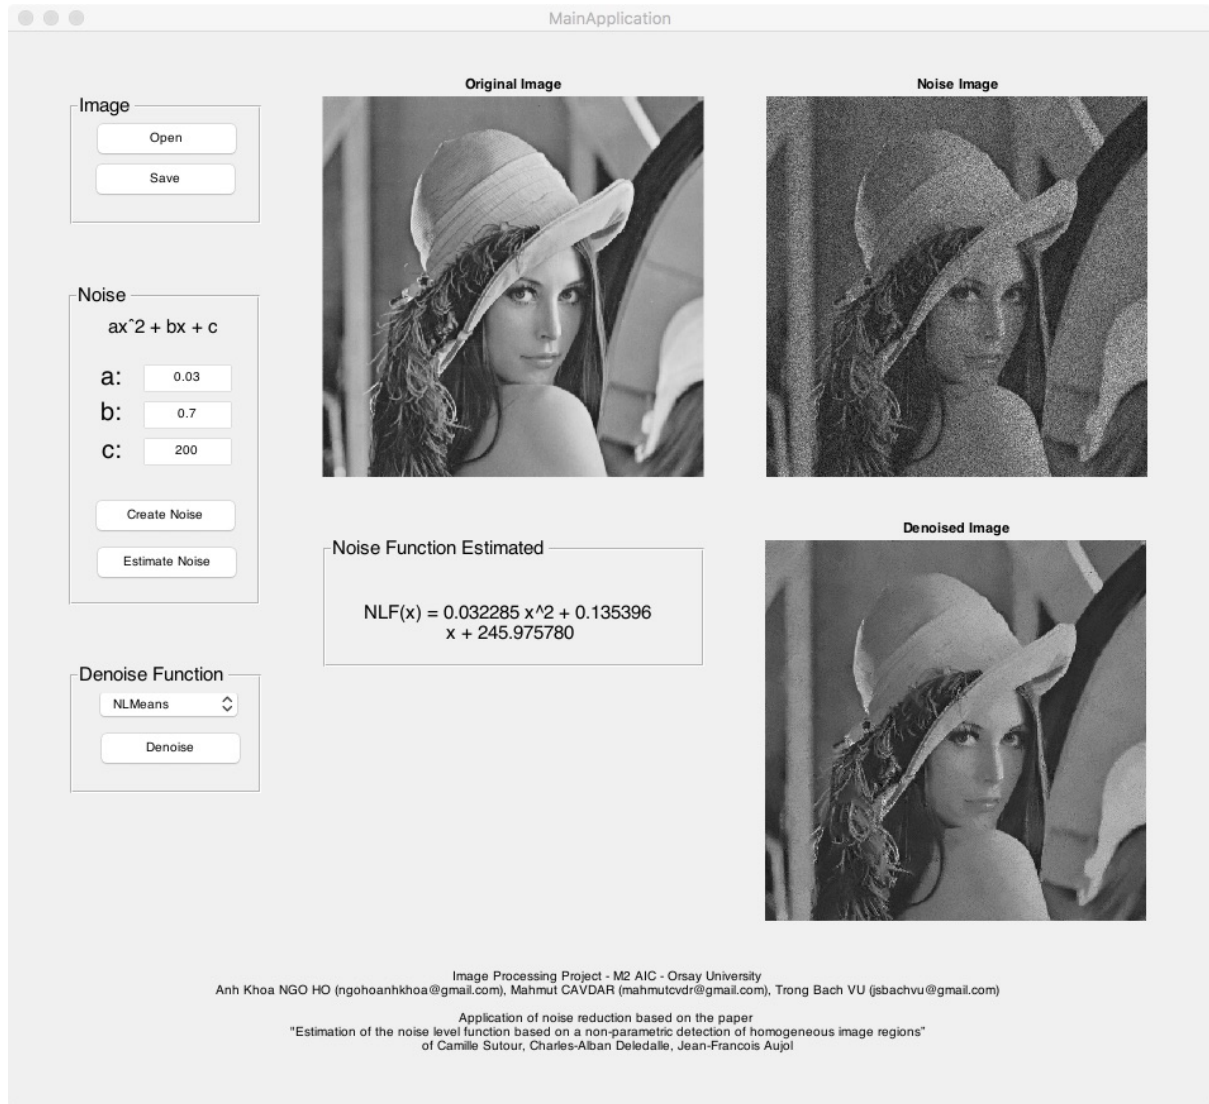 MainApplication
Image
Open
Save
Noise
ax^2 + bx + c
a: 0.03
b: 0.7
c: 200
Create Noise
Estimate Noise
Denoise Function
NLMeans
Denoise
Original Image
Noise Image
Noise Function Estimated
NLF(x) = 0.032285 x^2 + 0.135396
x + 245.975780
Denoised Image
Image Processing Project - M2 AIC - Orsay University
Anh Khoa NGO HO (ngohoanhkhoa@gmail.com), Mahmut CAVDAR (mahmutcvdr@gmail.com), Trong Bach VU (jsbachvu@gmail.com)
Application of noise reduction based on the paper
"Estimation of the noise level function based on a non-parametric detection of homogeneous image regions"
of Camille Sutour, Charles-Alban Deledalle, Jean-Francois Aujol